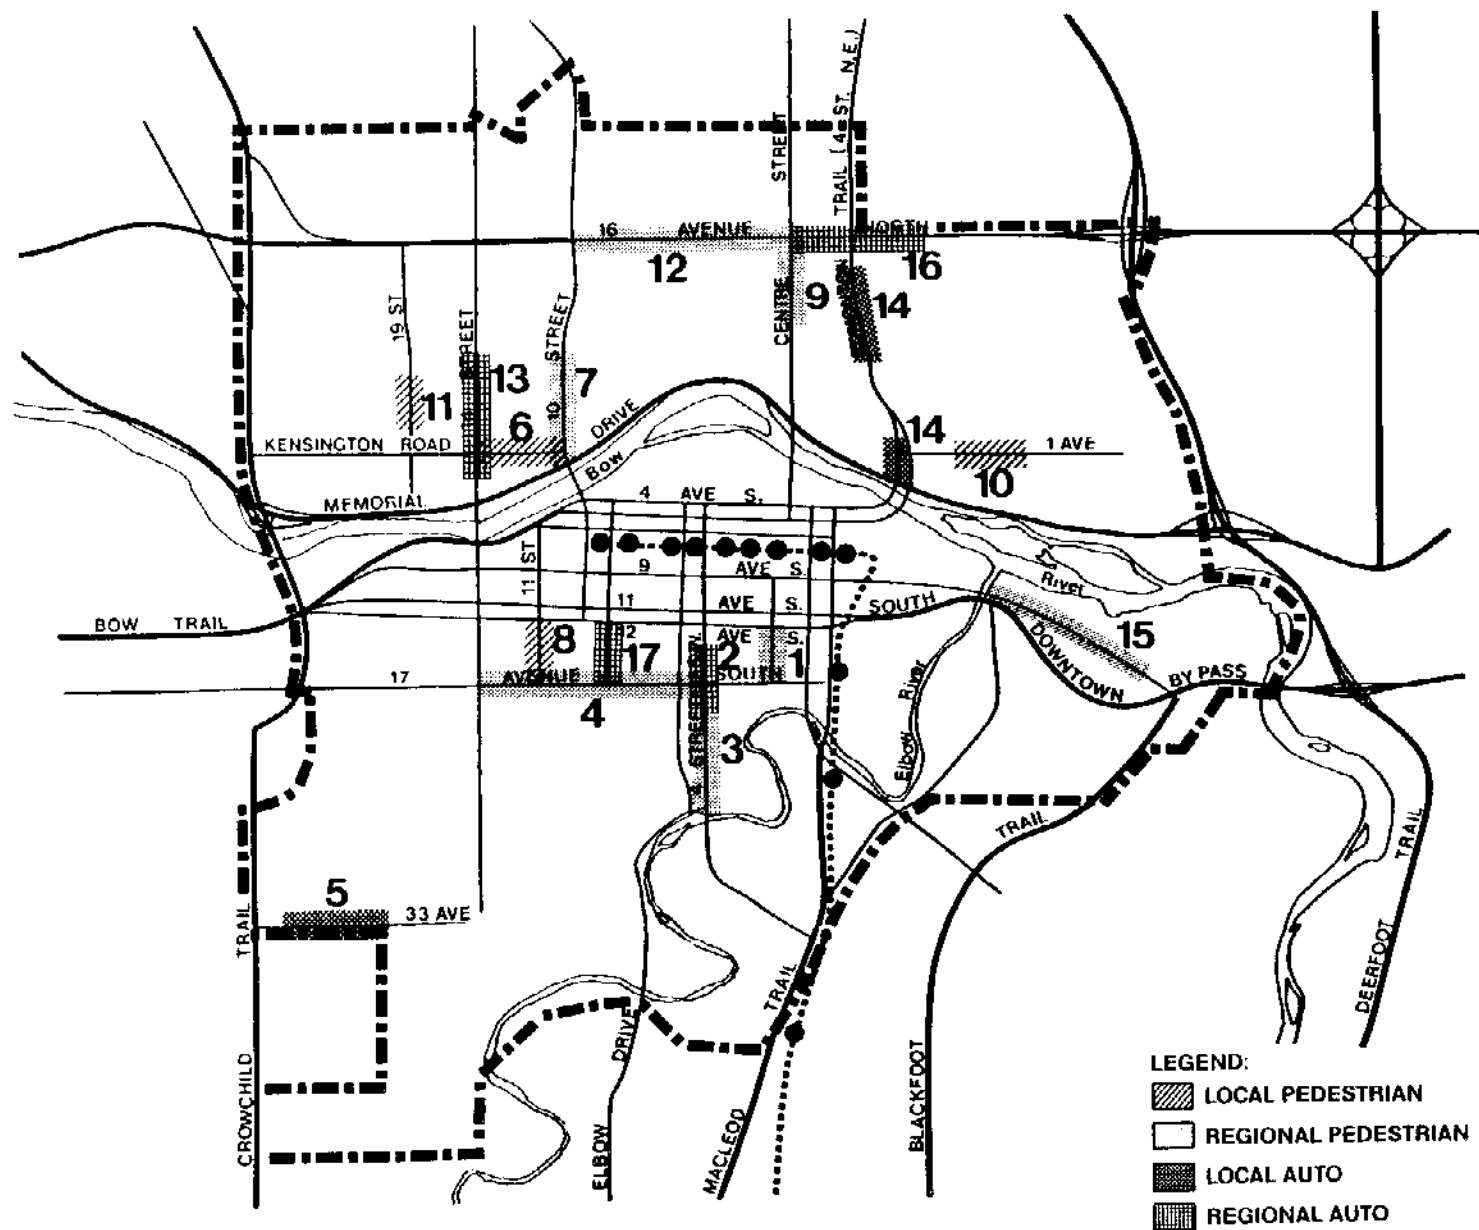 STREET
TRAIL ( 4 ST. N.E.)
16 AVENUE NORTH
12
16
9
14
CENTRE
19 ST
STREET
STREET
13
7
11
10
6
14
DRIVE
KENSINGTON ROAD
1 AVE
10
Bow
MEMORIAL
4 AVE S.
11 ST
9 AVE S.
River
11 AVE S.
SOUTH
BOW TRAIL
8
12 AVE S.
17
2
1
15
DOWNTOWN
BY PASS
17 AVENUE SOUTH
4
STREET
3
Elbow River
TRAIL
5
33 AVE
TRAIL
TRAIL
TRAIL
DEERFOOT
CROWCHILD
DRIVE
ELBOW
MACLEOD
BLACKFOOT
LEGEND:
LOCAL PEDESTRIAN
REGIONAL PEDESTRIAN
LOCAL AUTO
REGIONAL AUTO